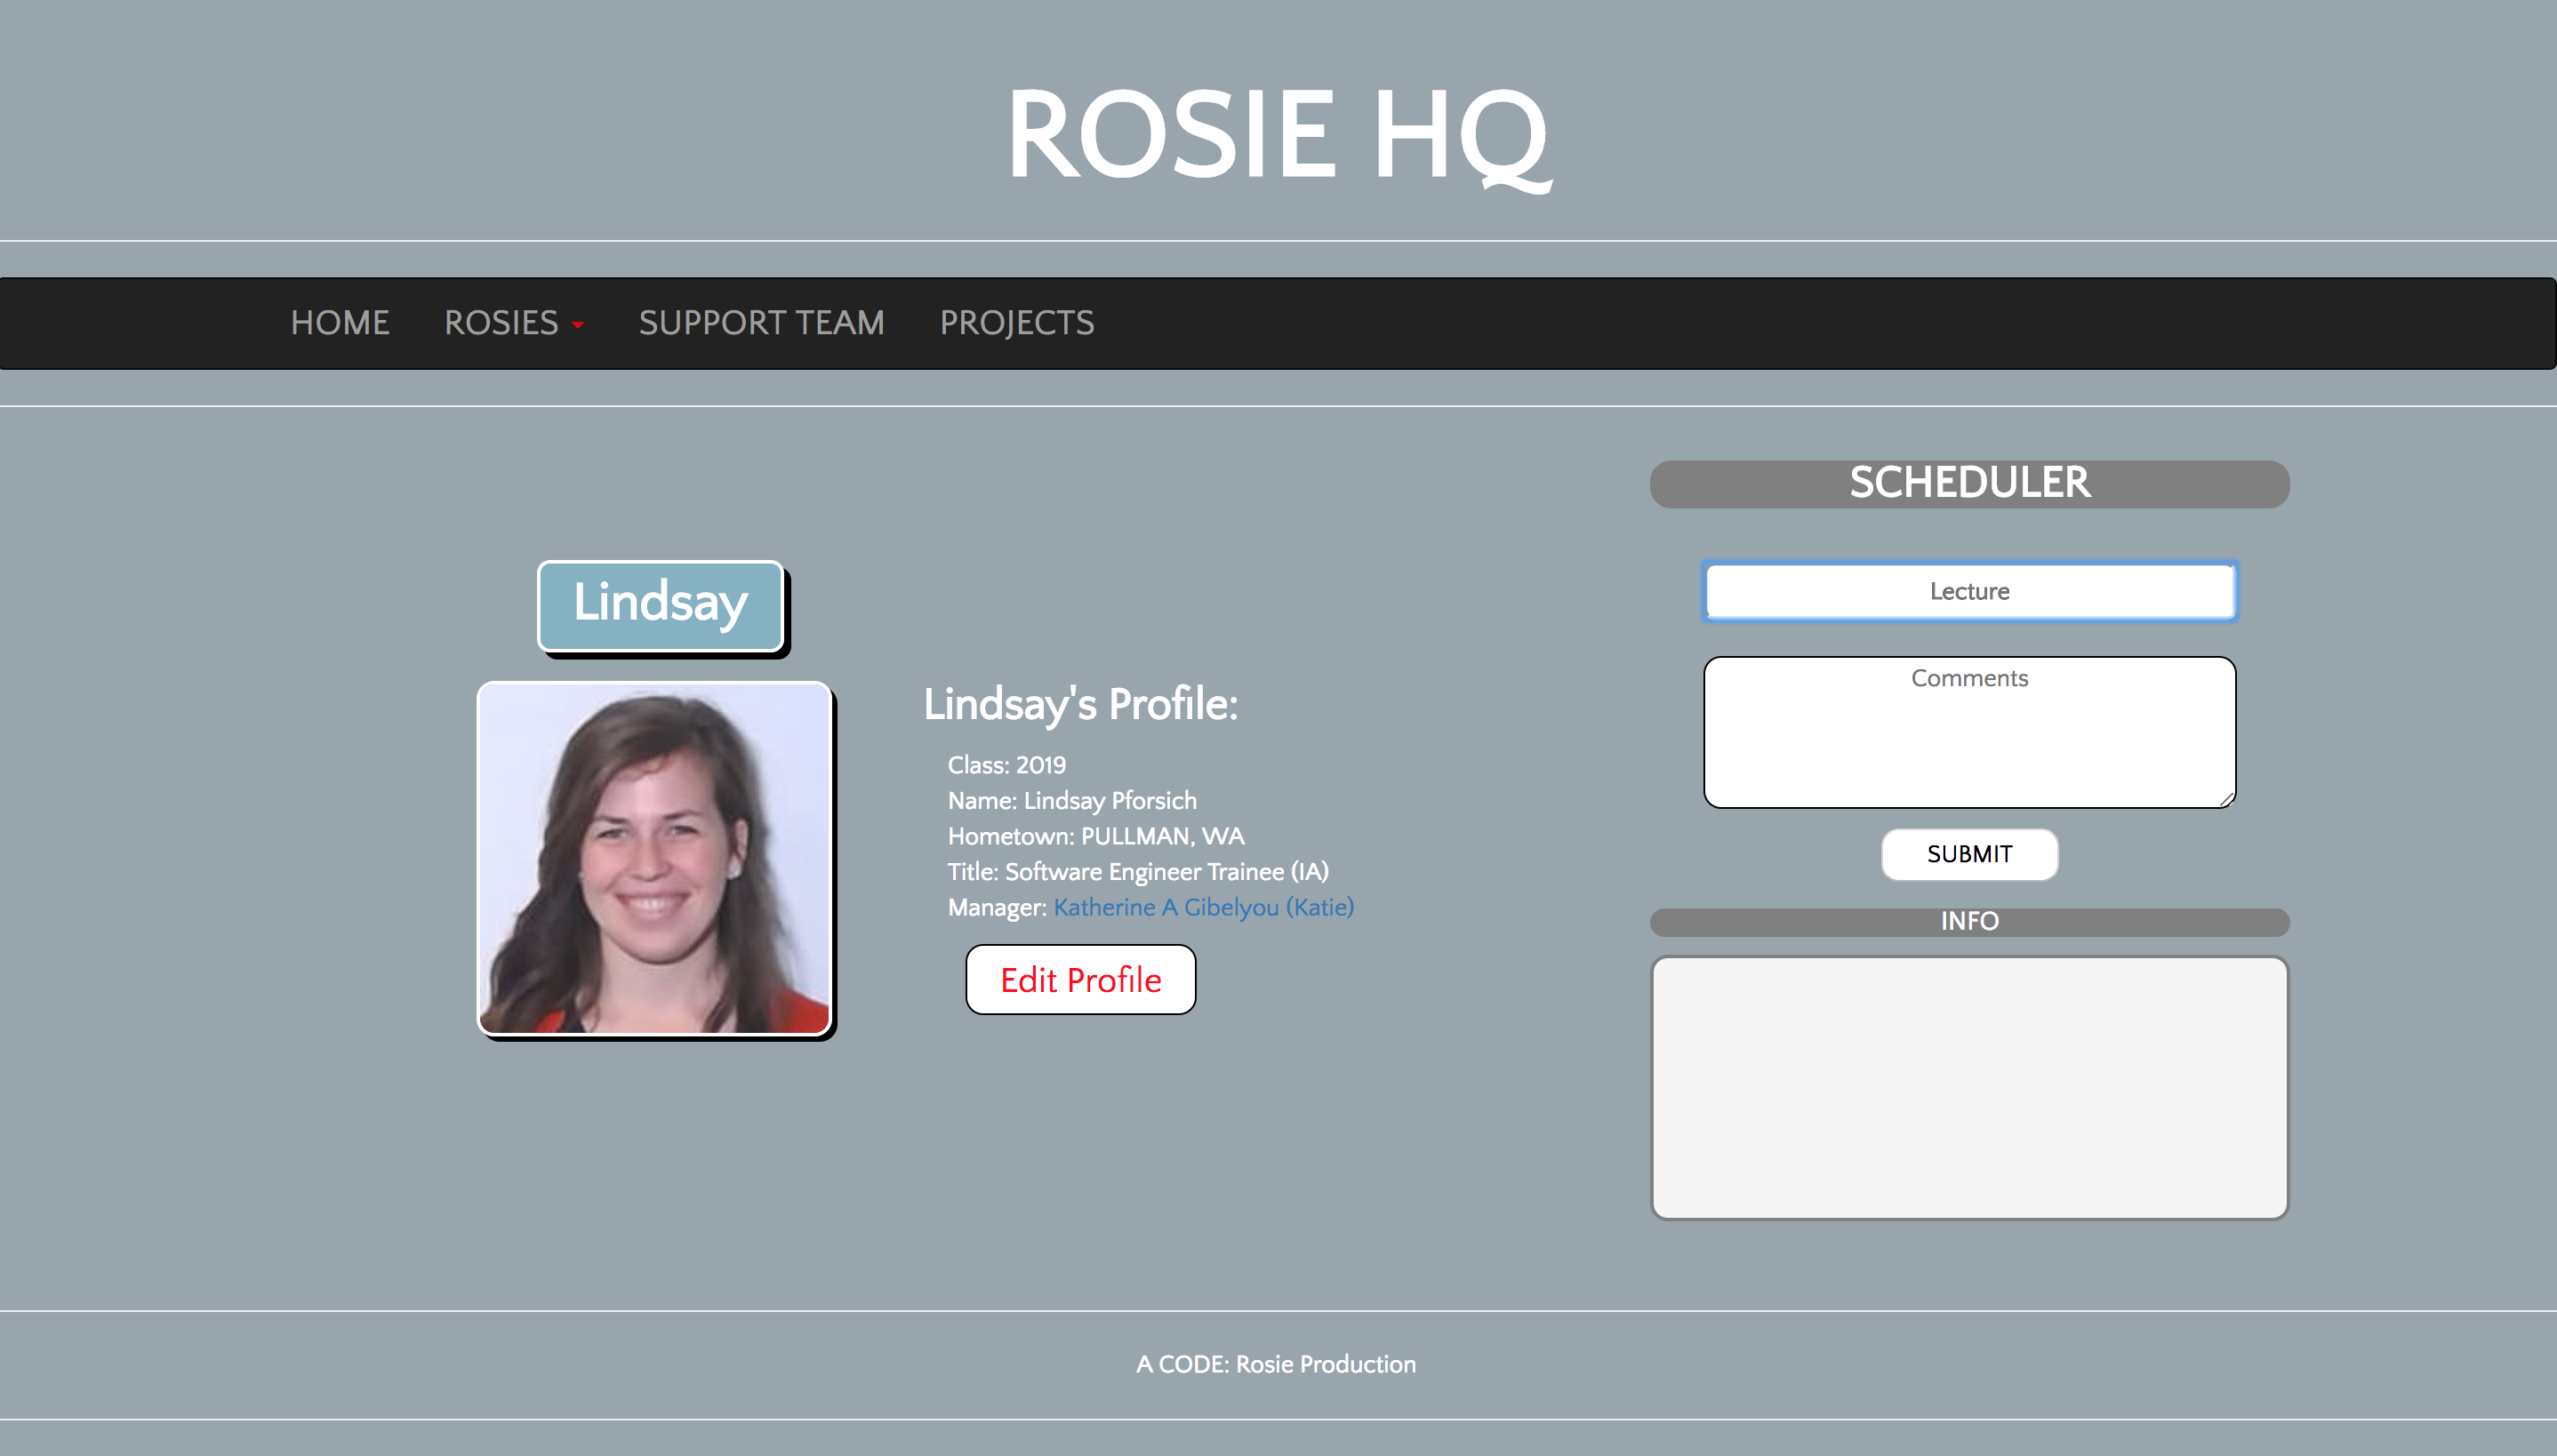 ROSIE HQ
HOME ROSIES SUPPORT TEAM PROJECTS
Lindsay
Lindsay's Profile:
Class: 2019
Name: Lindsay Pforsich
Hometown: PULLMAN, WA
Title: Software Engineer Trainee (IA)
Manager: Katherine A Gibelyou (Katie)
Edit Profile
SCHEDULER
Lecture
Comments
SUBMIT
INFO
A CODE: Rosie Production